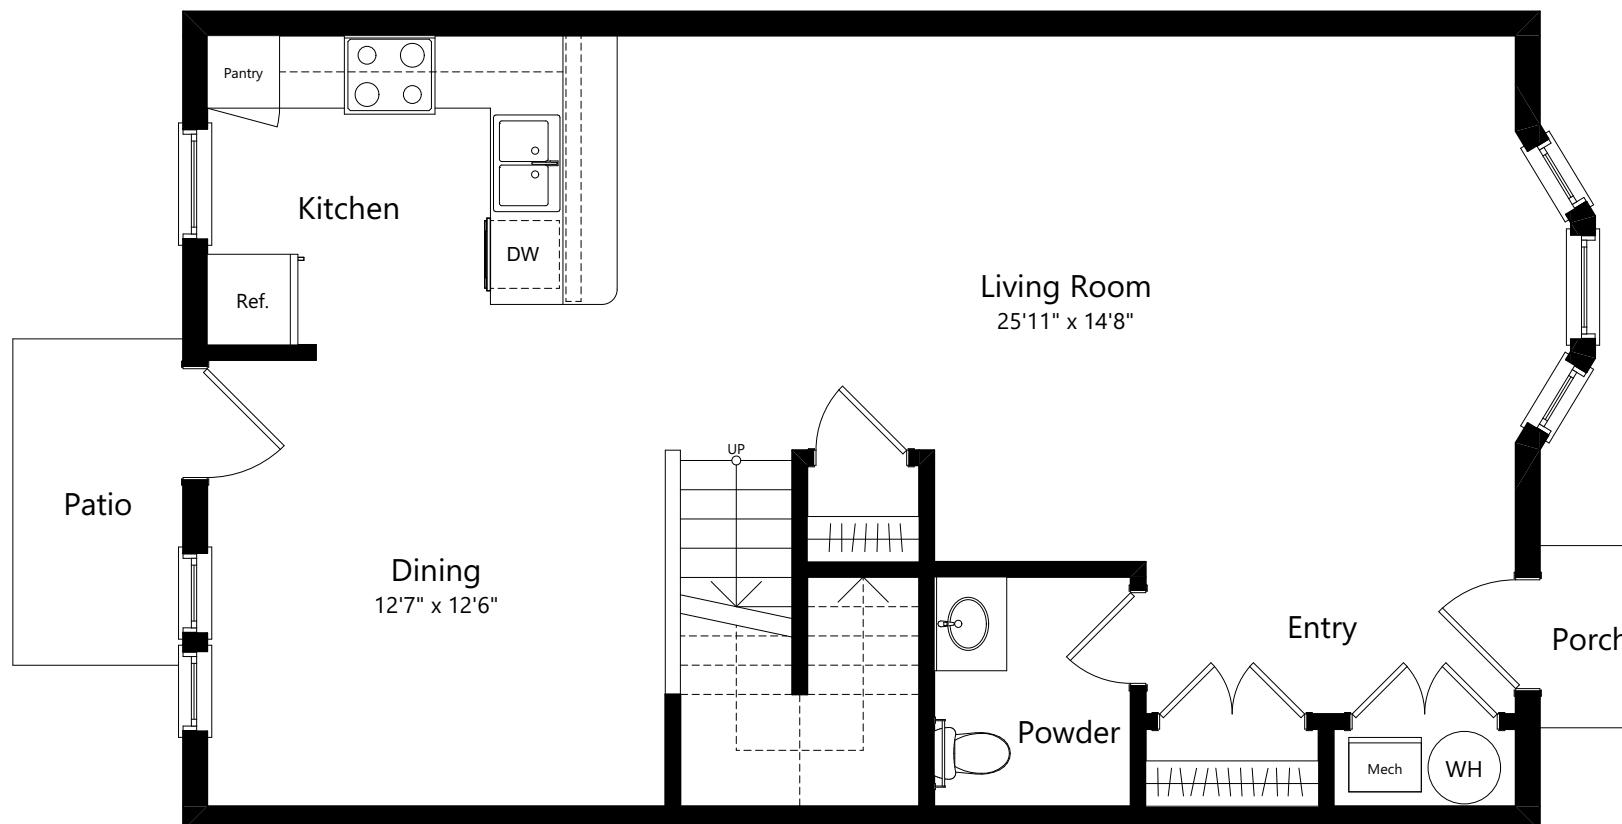 Pantry
Kitchen
DW
Ref.
Living Room
25'11" x 14'8"
UP
Patio
Dining
12'7" x 12'6"
Entry
Porch
Powder
Mech
WH